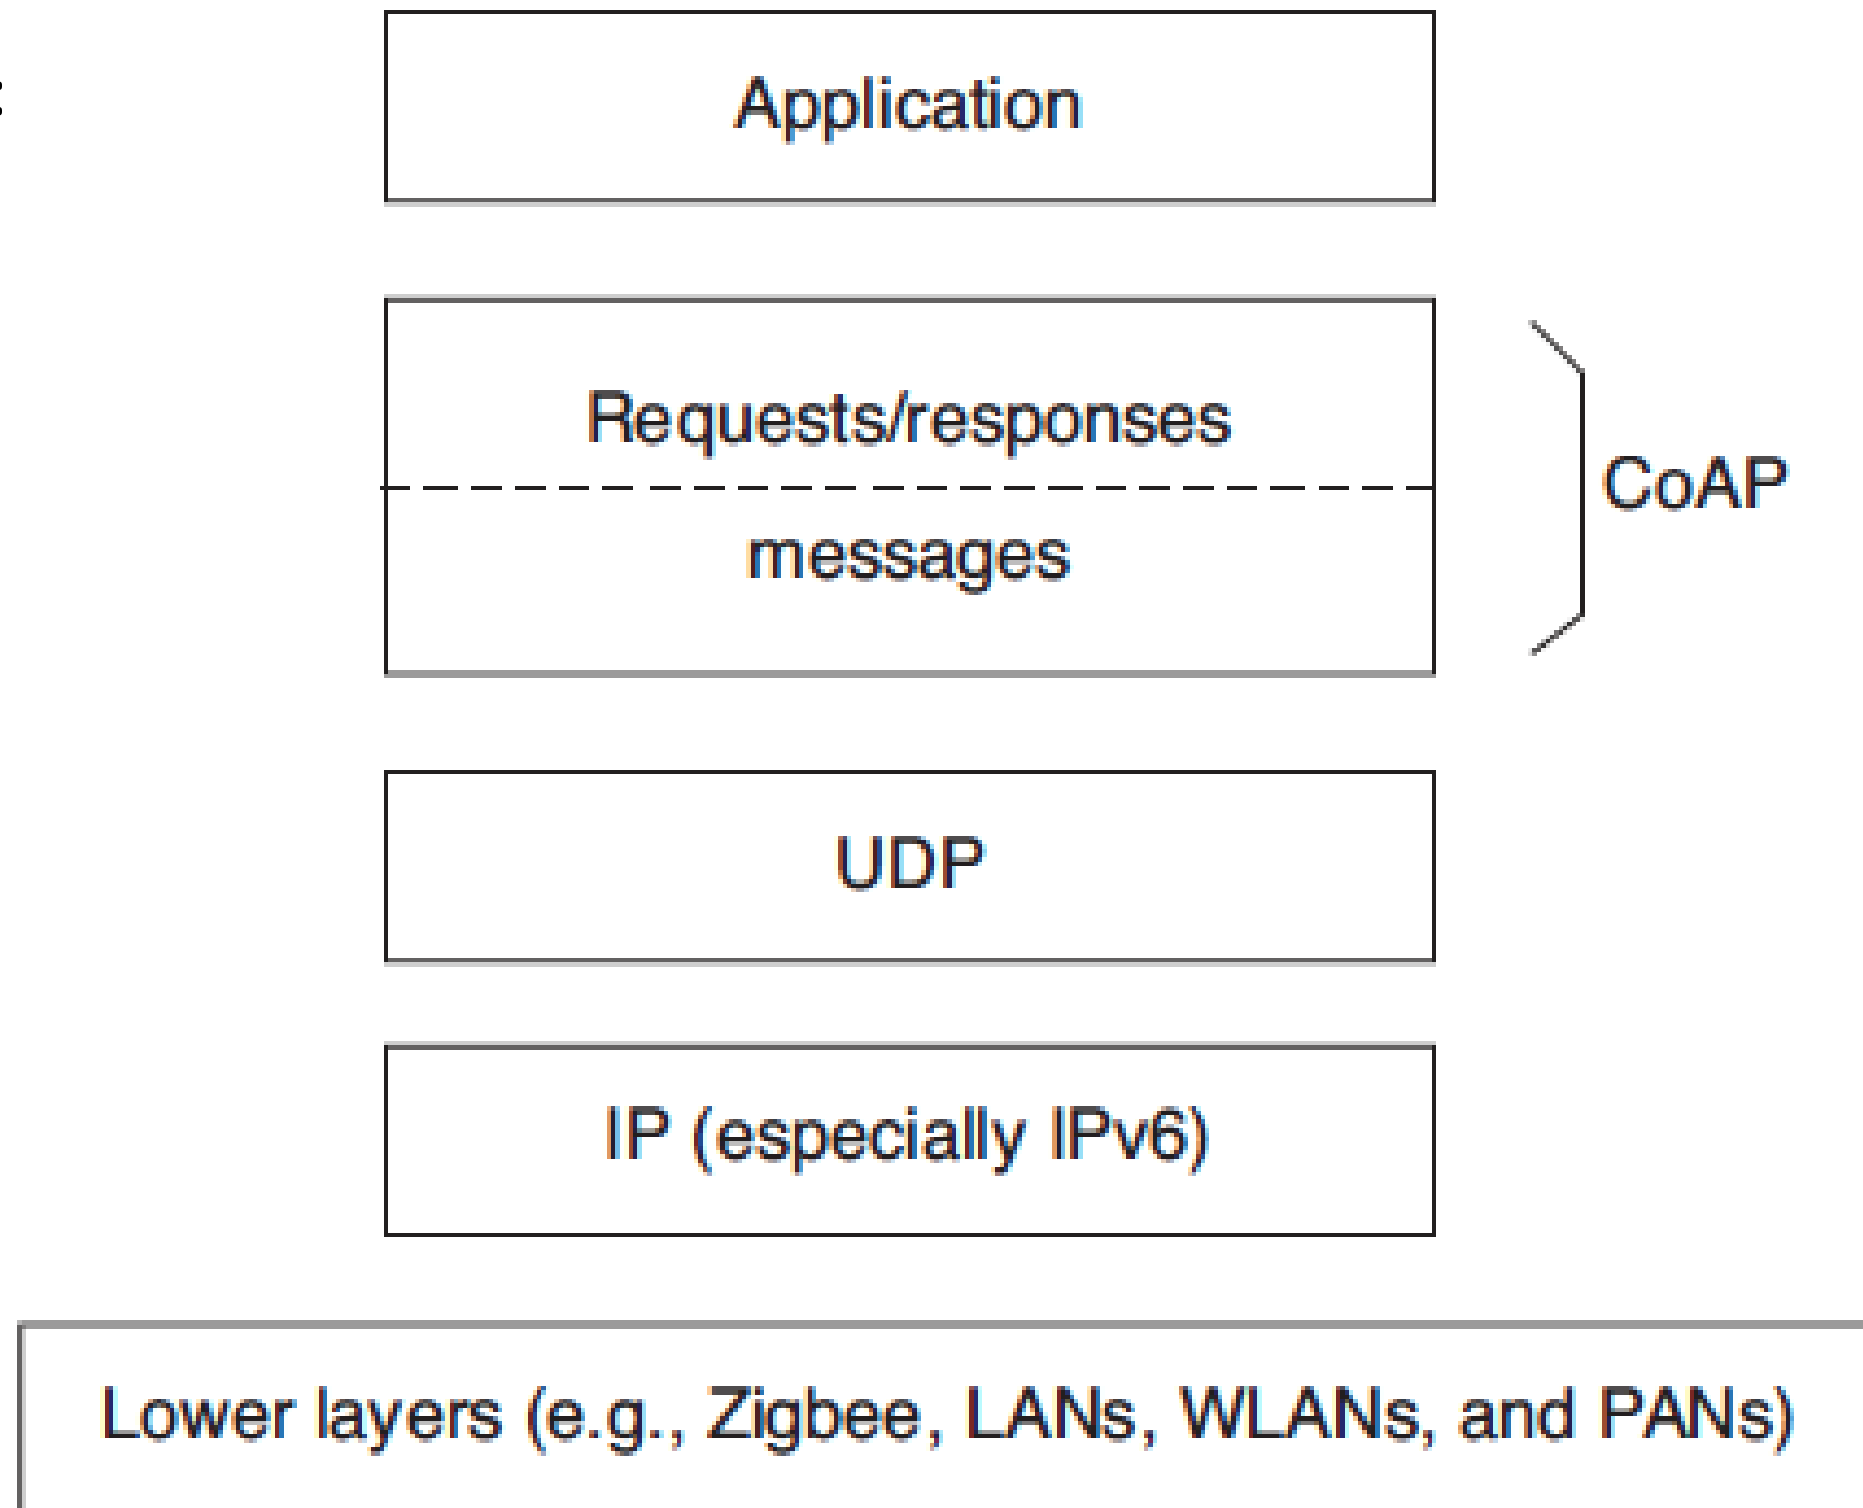 :
Application
Requests/responses
messages
CoAP
UDP
IP (especially IPv6)
Lower layers (e.g., Zigbee, LANs, WLANs, and PANs)